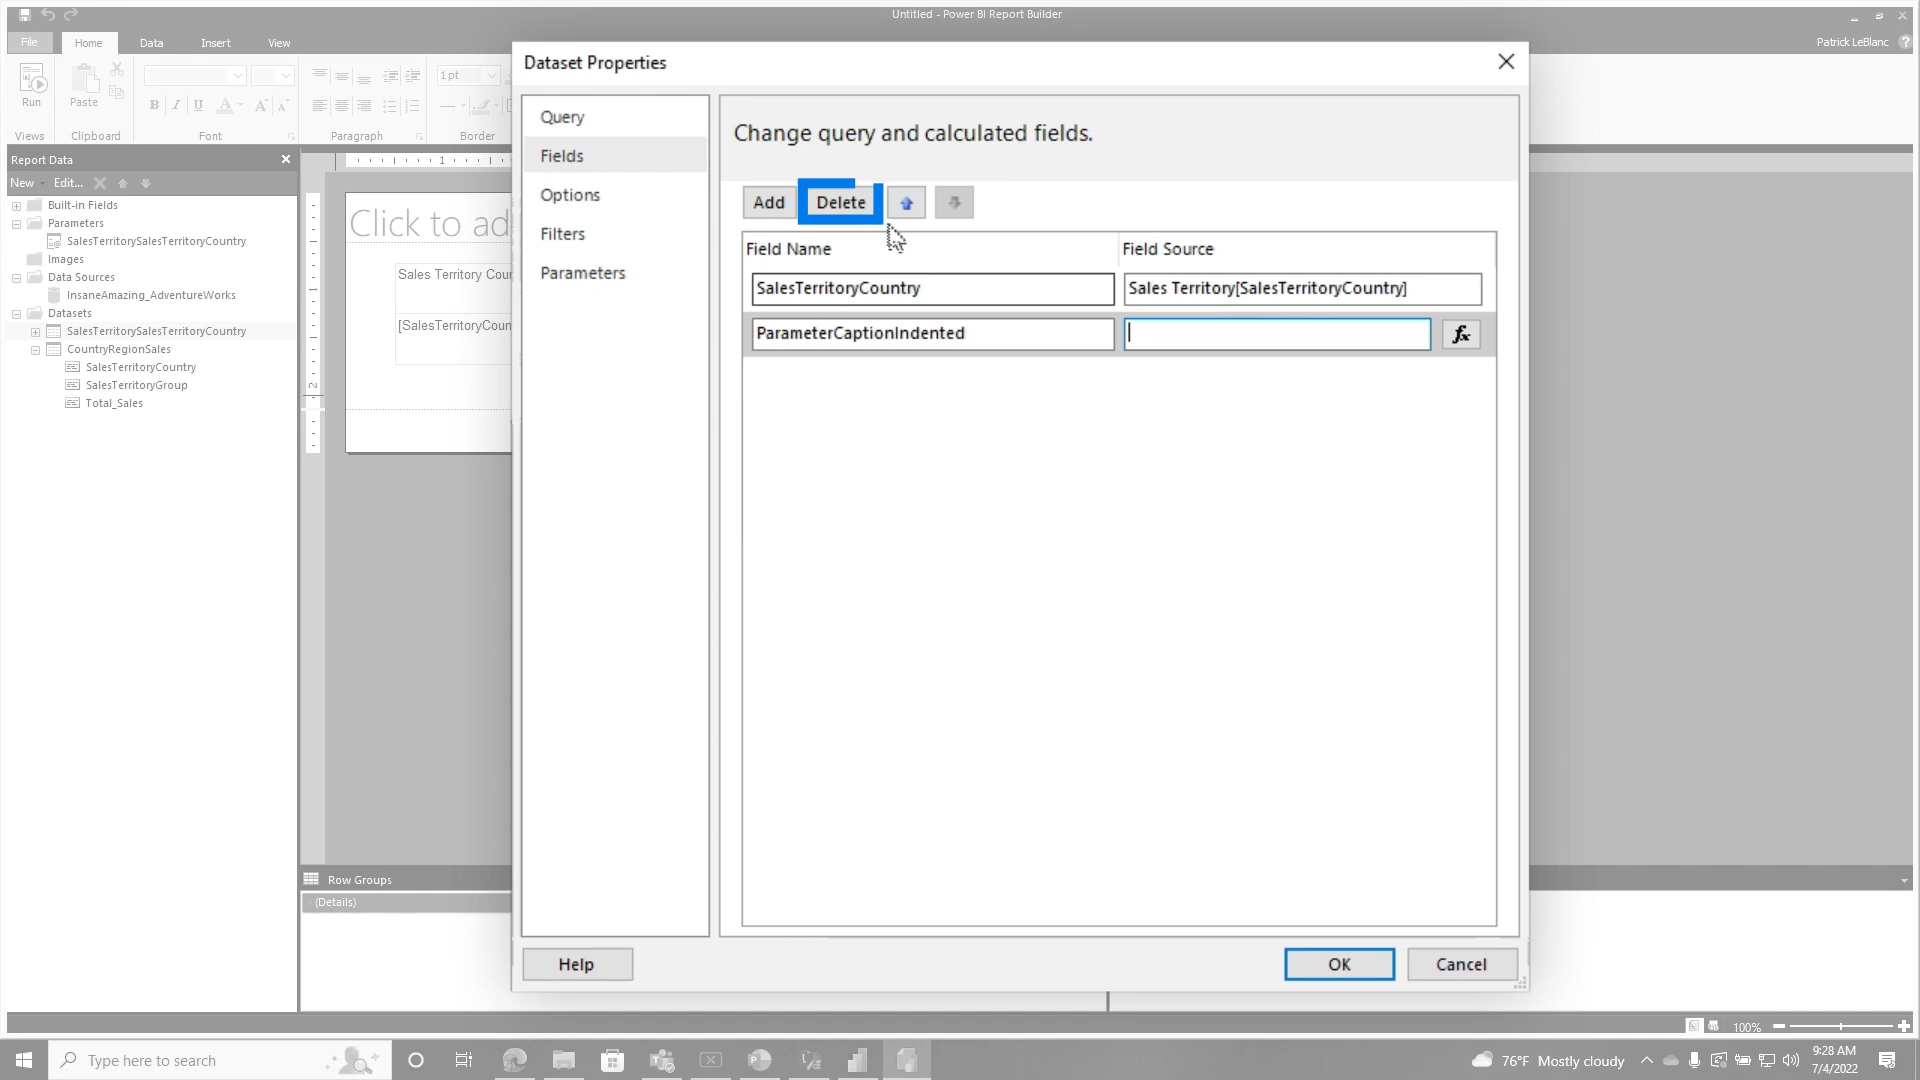 Untitled - Power BI Report Builder
File
Home
Data
Insert
View
Patrick LeBlanc
Run
Paste
1 pt
Views
Clipboard
Font
Paragraph
Border
Report Data
New
Edit...
Built-in Fields
Parameters
SalesTerritorySalesTerritoryCountry
Images
Data Sources
InsaneAmazing_AdventureWorks
Datasets
SalesTerritorySalesTerritoryCountry
CountryRegionSales
SalesTerritoryCountry
SalesTerritoryGroup
Total_Sales
1
1
2
Click to ad
Sales Territory Cour
[SalesTerritoryCoun
Dataset Properties
Query
Fields
Options
Filters
Parameters
Change query and calculated fields.
Add
Delete
Field Name
Field Source
SalesTerritoryCountry
Sales Territory[SalesTerritoryCountry]
ParameterCaptionIndented
fx
Help
OK
Cancel
Row Groups
(Details)
100%
Type here to search
76°F Mostly cloudy
9:28 AM
7/4/2022